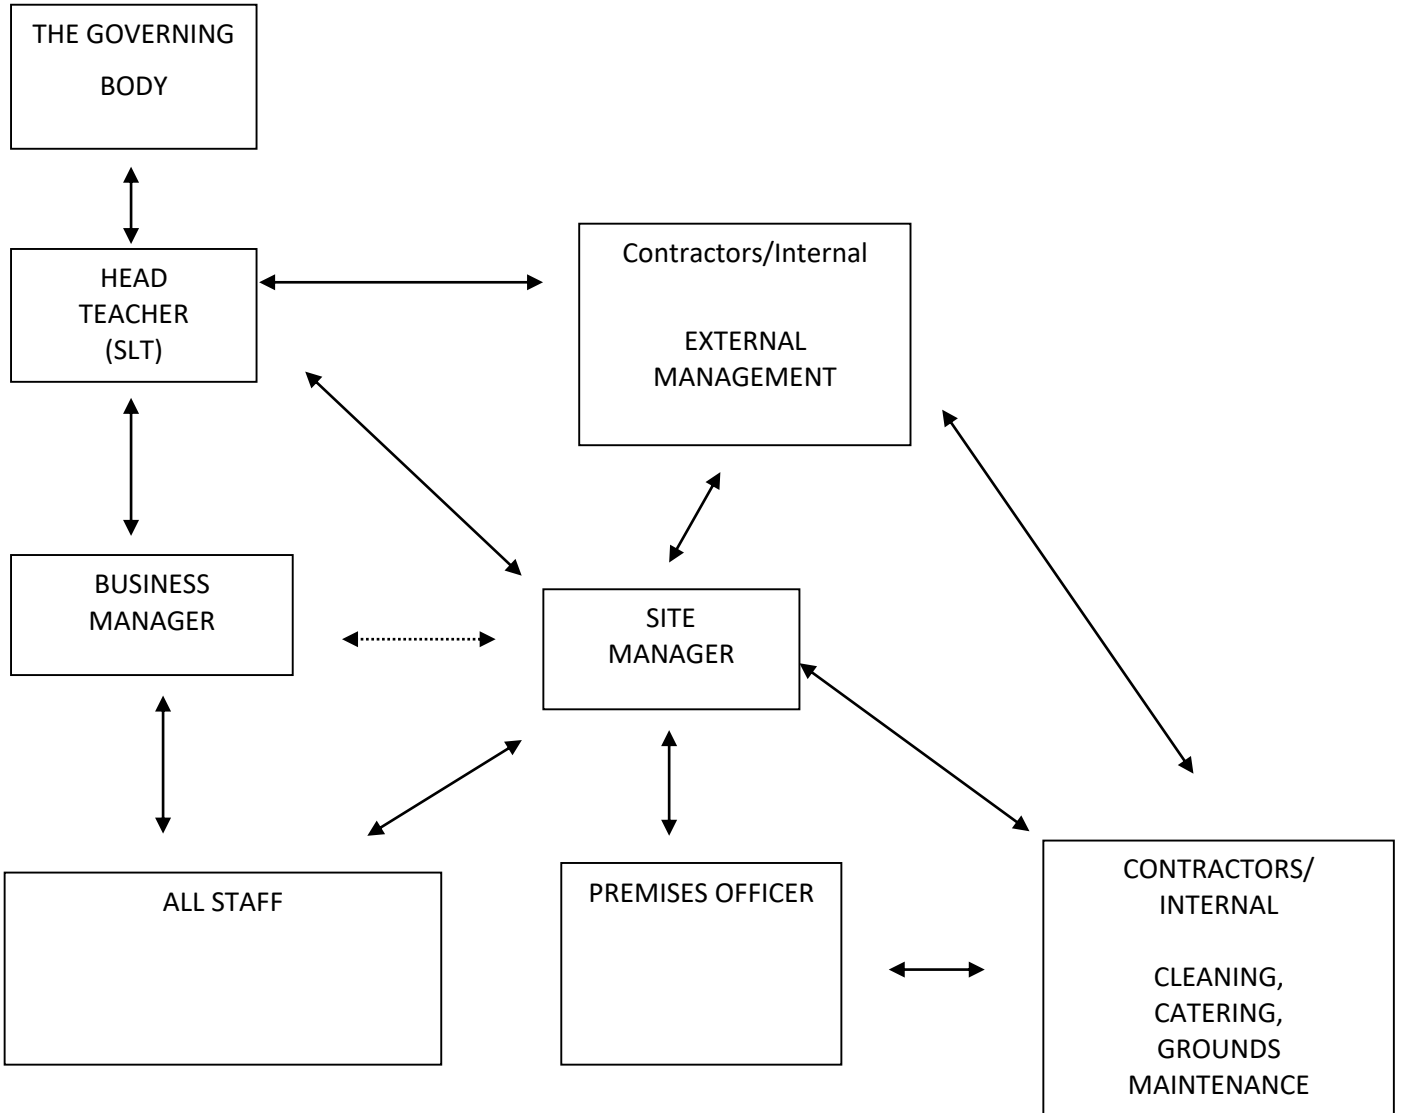 THE GOVERNING
BODY
HEAD
TEACHER
(SLT)
Contractors/Internal
EXTERNAL
MANAGEMENT
BUSINESS
MANAGER
SITE
MANAGER
ALL STAFF
PREMISES OFFICER
CONTRACTORS/
INTERNAL
CLEANING,
CATERING,
GROUNDS
MAINTENANCE